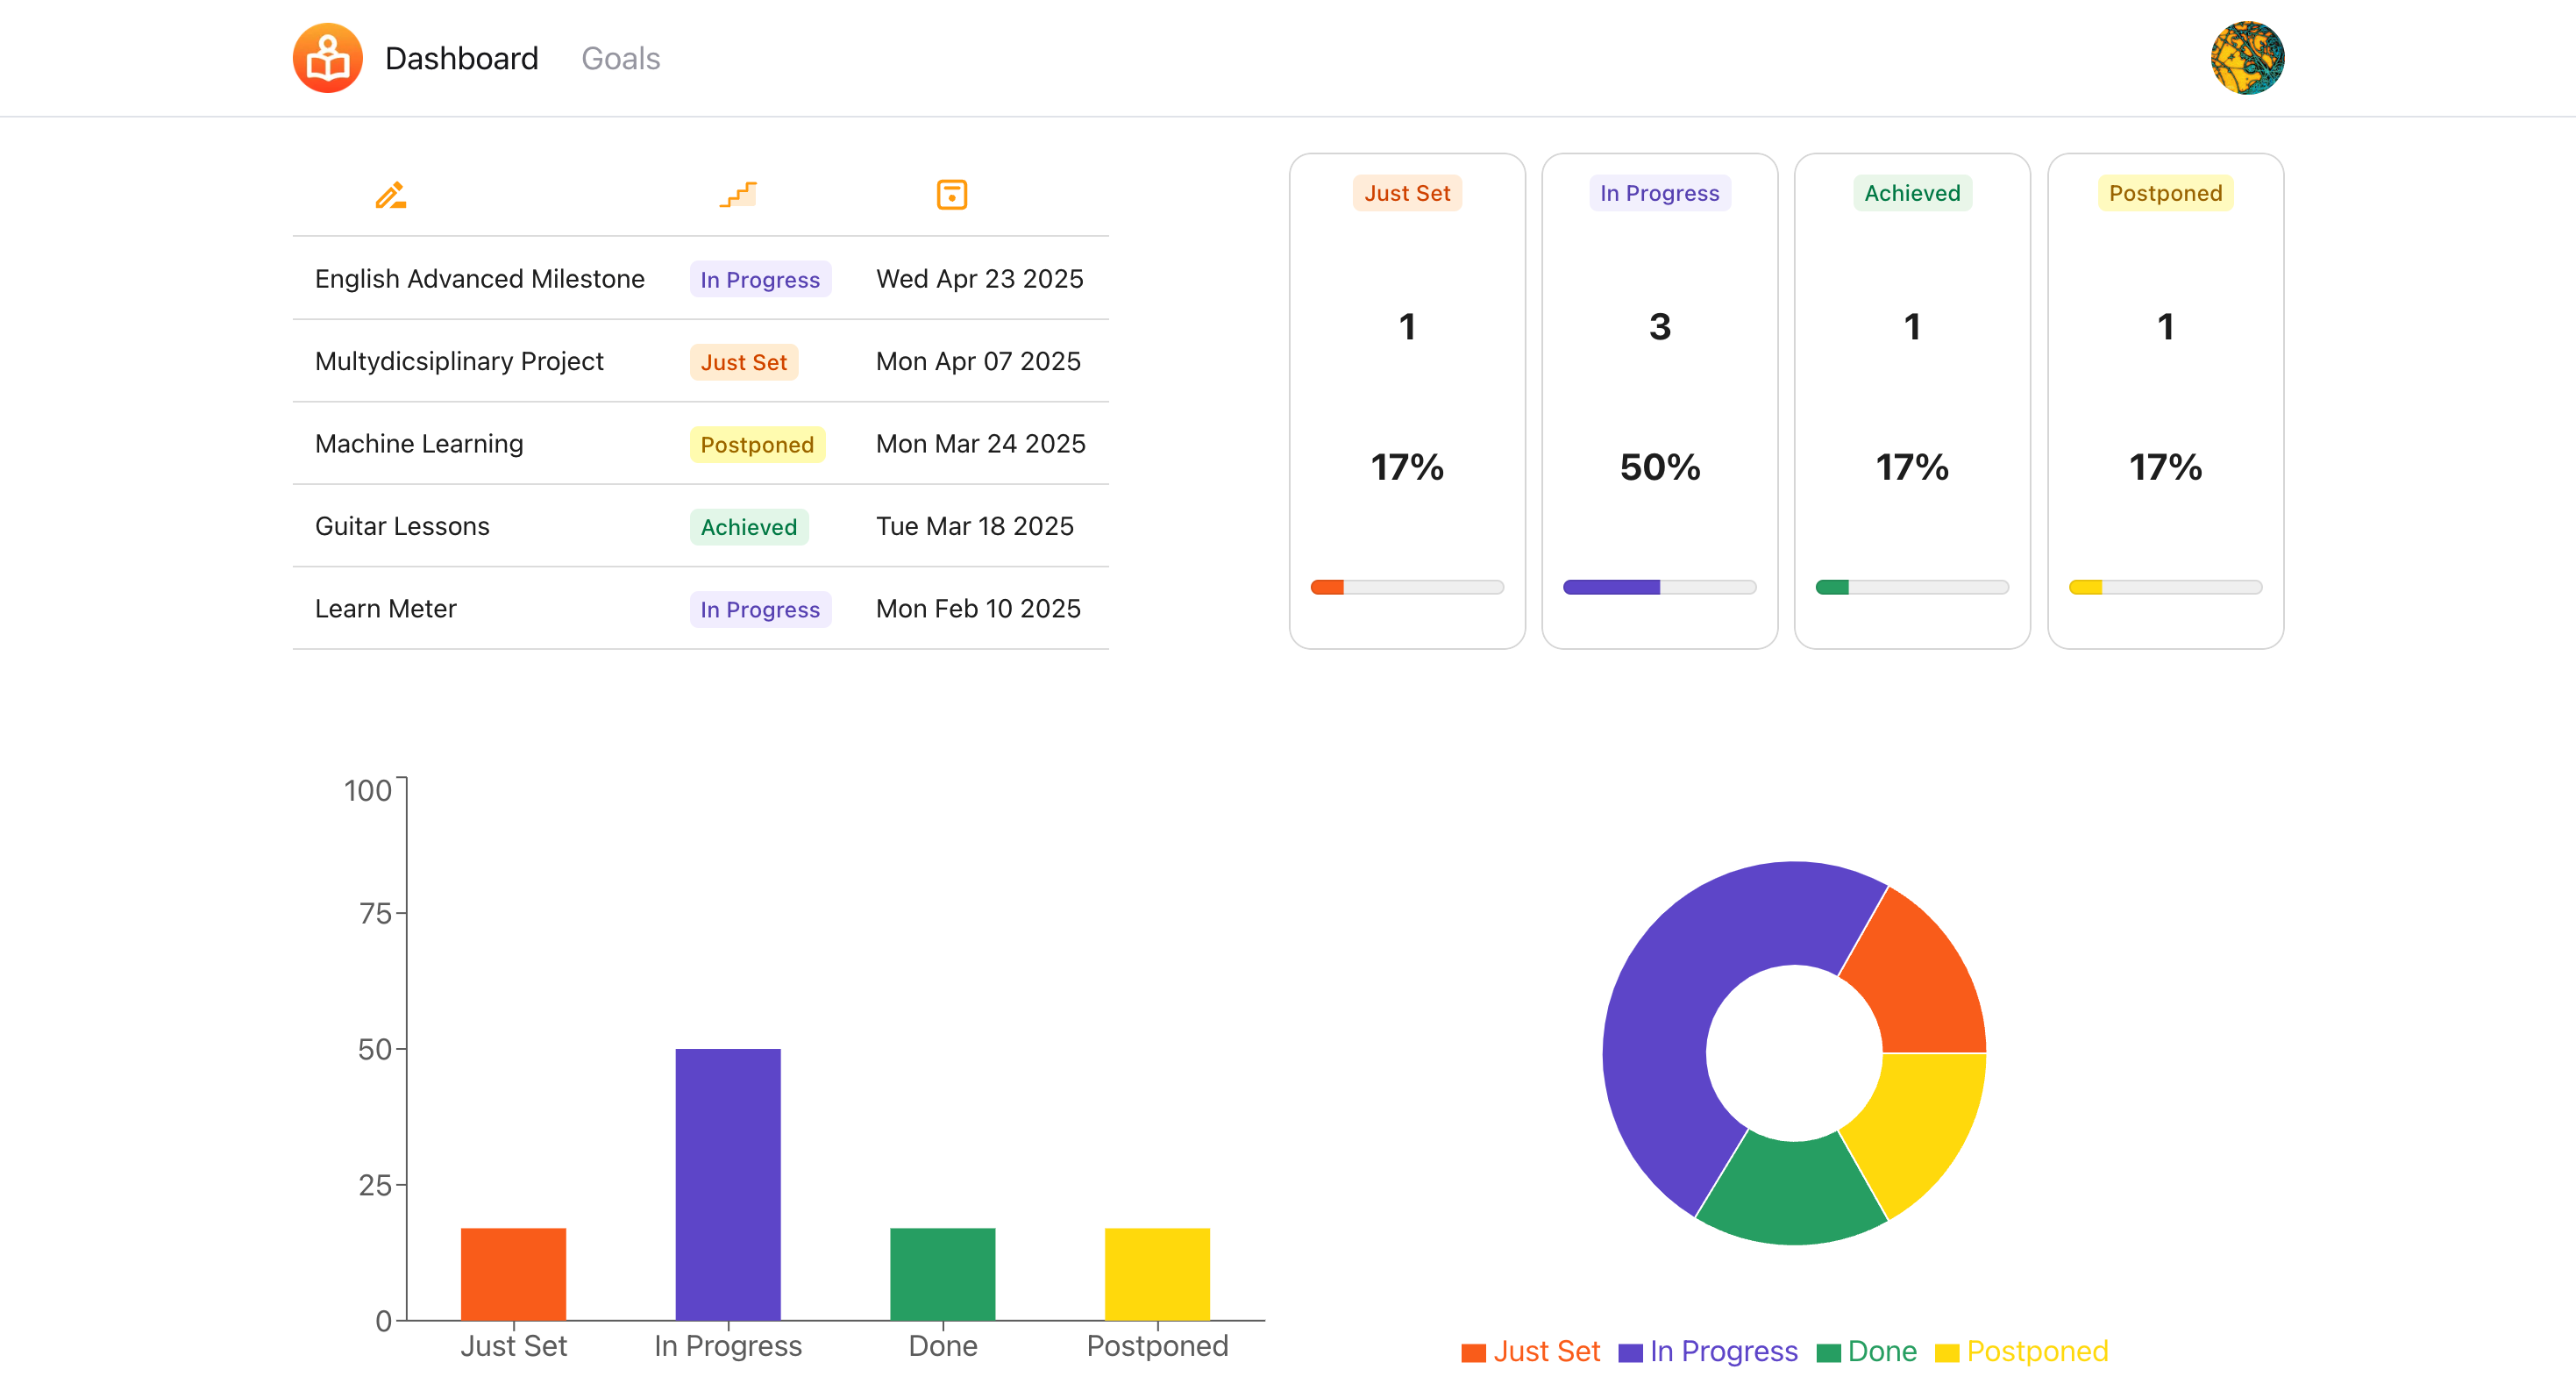 Dashboard Goals
English Advanced Milestone In Progress Wed Apr 23 2025
Multydicsiplinary Project Just Set Mon Apr 07 2025
Machine Learning Postponed Mon Mar 24 2025
Guitar Lessons Achieved Tue Mar 18 2025
Learn Meter In Progress Mon Feb 10 2025
Just Set In Progress Achieved Postponed
1 3 1 1
17% 50% 17% 17%
100
75
50
25
0
Just Set In Progress Done Postponed
Just Set In Progress Done Postponed